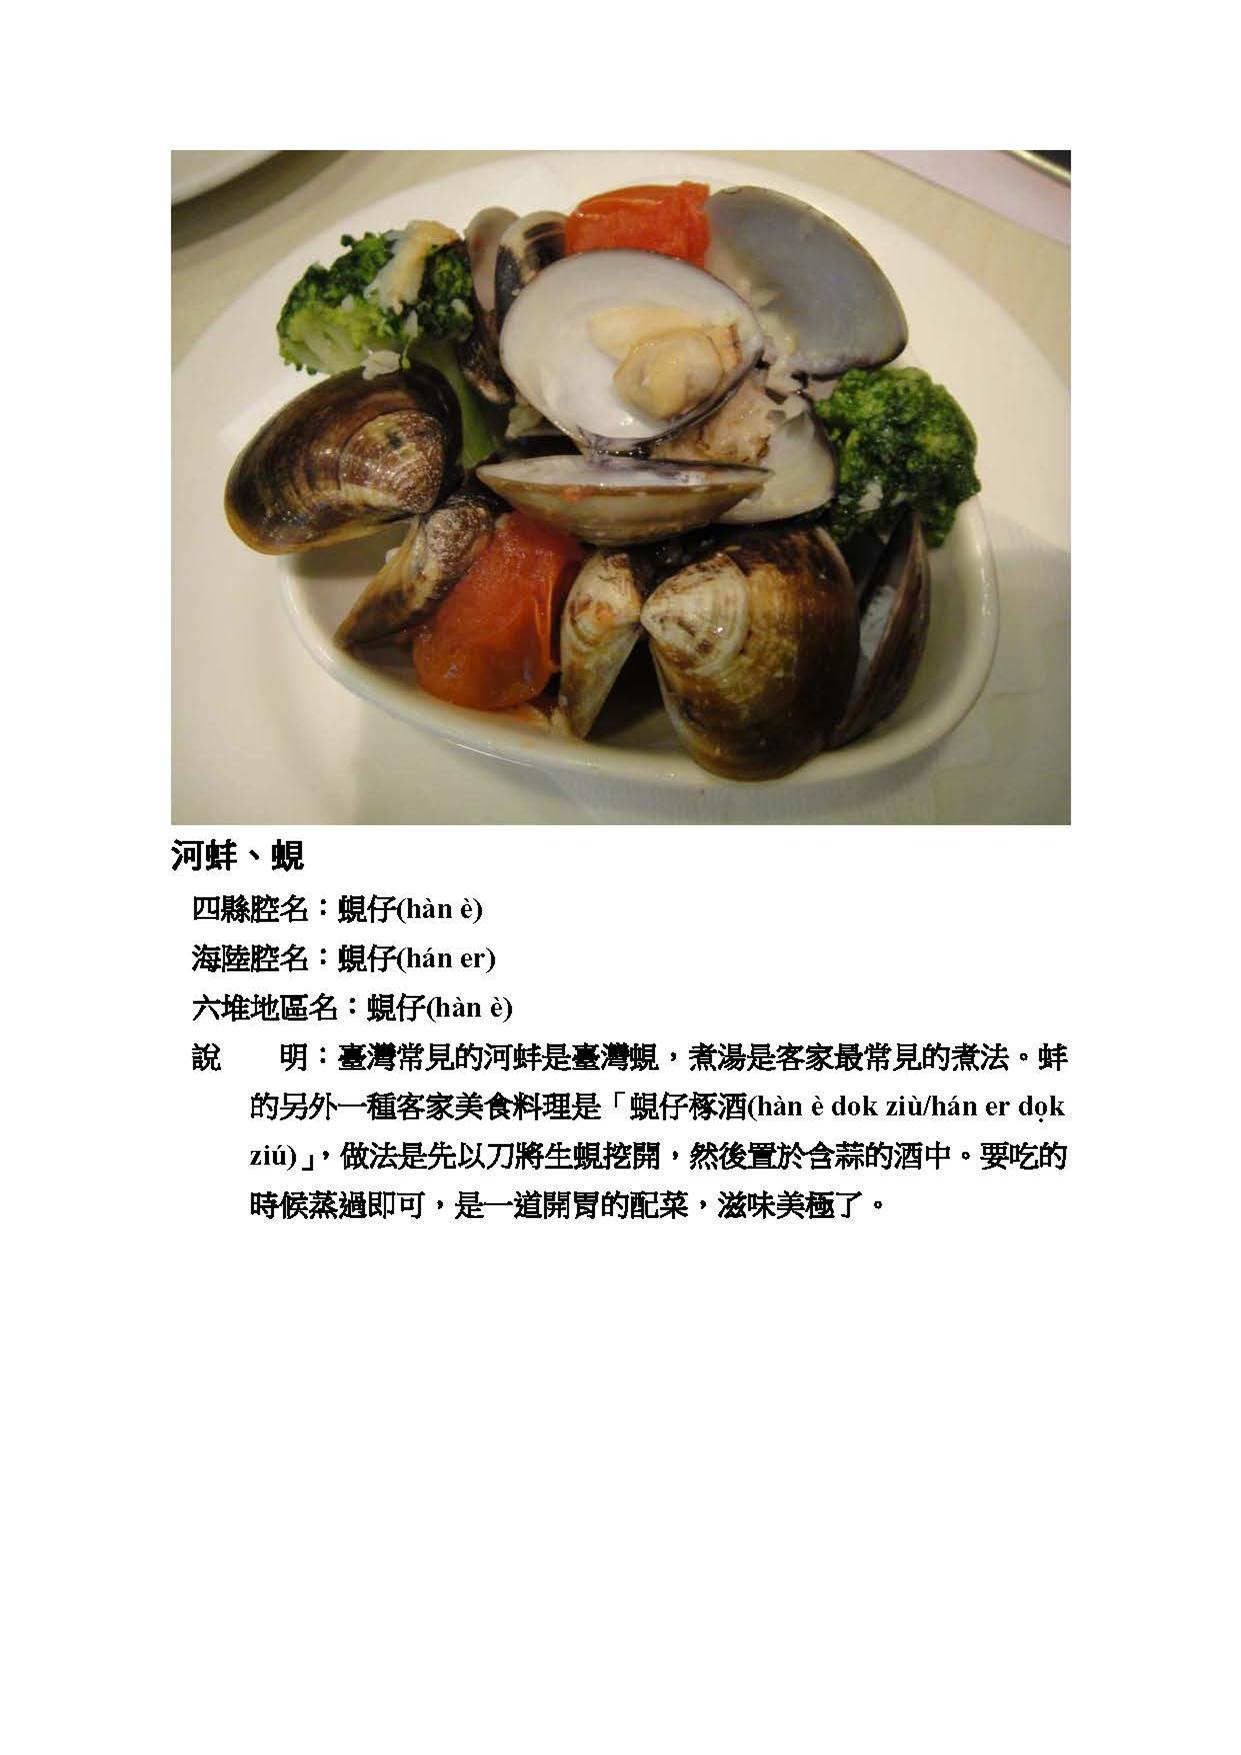 河蚌、蜆
四縣腔名：蜆仔(hàn è)
海陸腔名：蜆仔(hán er)
六堆地區名：蜆仔(hàn è)
說　　明：臺灣常見的河蚌是臺灣蜆，煮湯是客家最常見的煮法。蚌
的另外一種客家美食料理是「蜆仔椓酒(hàn è dok ziù/hán er dọk
ziú)」，做法是先以刀將生蜆挖開，然後置於含蒜的酒中。要吃的
時候蒸過即可，是一道開胃的配菜，滋味美極了。